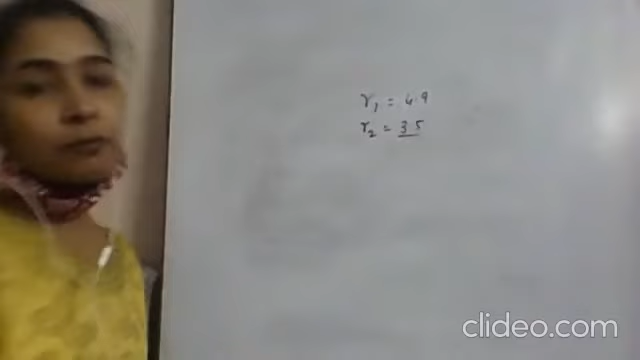 r₁ = 4.9
r₂ = 3.5
clideo.com